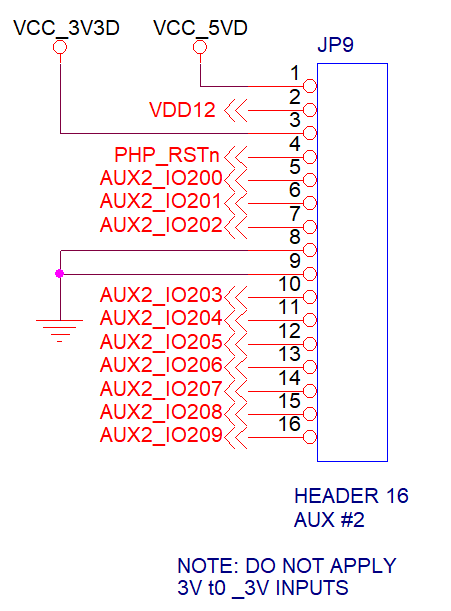 VCC_3V3D VCC_5VD
JP9
1
VDD12 2
3
PHP_RSTn 4
AUX2_IO200 5
AUX2_IO201 6
AUX2_IO202 7
8
9
AUX2_IO203 10
AUX2_IO204 11
AUX2_IO205 12
AUX2_IO206 13
AUX2_IO207 14
AUX2_IO208 15
AUX2_IO209 16
HEADER 16
AUX #2
NOTE: DO NOT APPLY
3V t0 _3V INPUTS